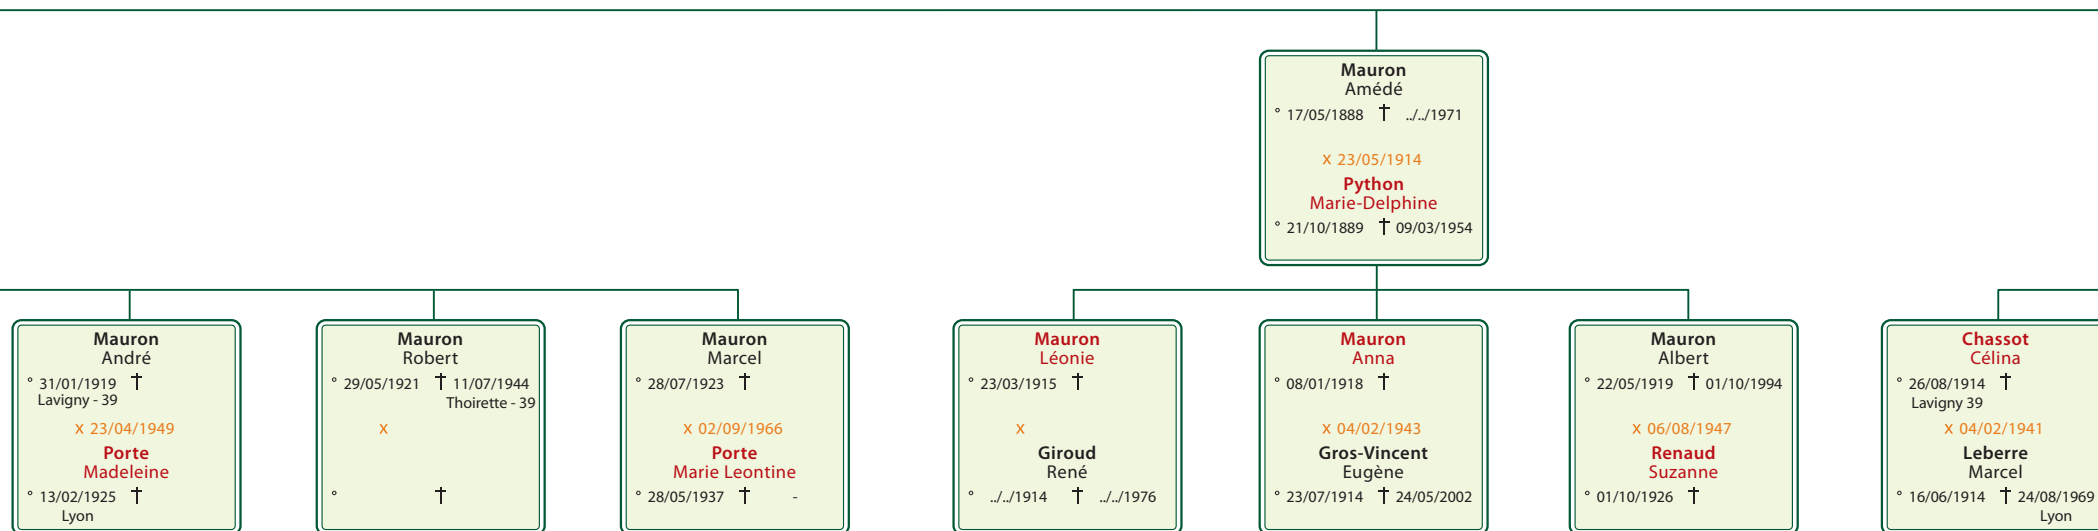 Mauron
Amédé
° 17/05/1888 † ../../1971
x 23/05/1914
Python
Marie-Delphine
° 21/10/1889 † 09/03/1954
Mauron
André
° 31/01/1919 †
Lavigny - 39
x 23/04/1949
Porte
Madeleine
° 13/02/1925 †
Lyon
Mauron
Robert
° 29/05/1921 † 11/07/1944
Thoirette - 39
x
° †
Mauron
Marcel
° 28/07/1923 †
x 02/09/1966
Porte
Marie Leontine
° 28/05/1937 † -
Mauron
Léonie
° 23/03/1915 †
x
Giroud
René
° ../../1914 † ../../1976
Mauron
Anna
° 08/01/1918 †
x 04/02/1943
Gros-Vincent
Eugène
° 23/07/1914 † 24/05/2002
Mauron
Albert
° 22/05/1919 † 01/10/1994
x 06/08/1947
Renaud
Suzanne
° 01/10/1926 †
Chassot
Célina
° 26/08/1914 †
Lavigny 39
x 04/02/1941
Leberre
Marcel
° 16/06/1914 † 24/08/1969
Lyon